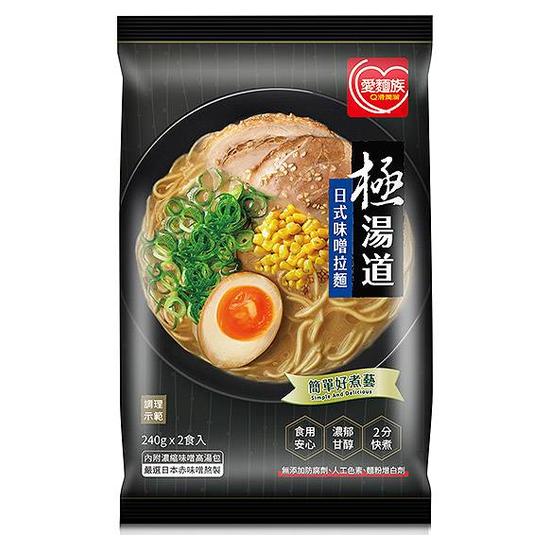 愛麵族
Q滑潤溜
極湯道
日式味噌拉麵
簡單好煮藝
Simple And Delicious
調理
示範
食用
安心
濃郁
甘醇
2分
快煮
240g x 2食入
內附濃縮味噌高湯包
嚴選日本赤味噌熬製
無添加防腐劑、人工色素、麵粉增白劑